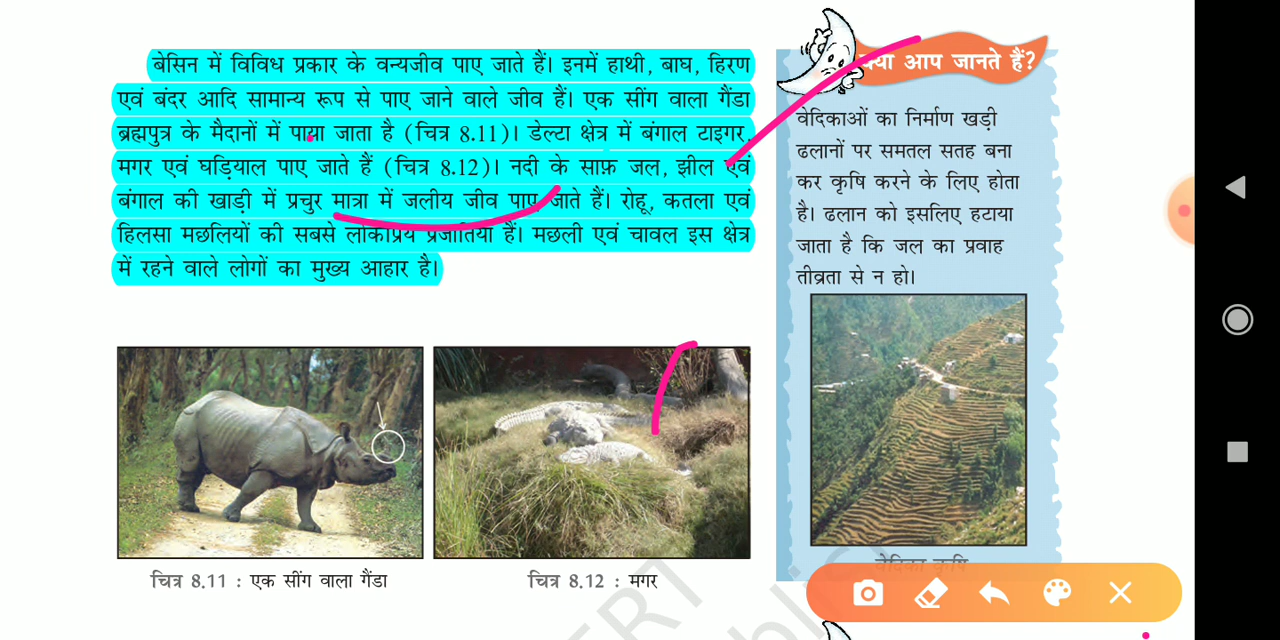 बेसिन में विविध प्रकार के वन्यजीव पाए जाते हैं। इनमें हाथी, बाघ, हिरण
एवं बंदर आदि सामान्य रूप से पाए जाने वाले जीव हैं। एक सींग वाला गैंडा
ब्रह्मपुत्र के मैदानों में पाया जाता है (चित्र 8.11)। डेल्टा क्षेत्र में बंगाल टाइगर,
मगर एवं घड़ियाल पाए जाते हैं (चित्र 8.12)। नदी के साफ़ जल, झील एवं
बंगाल की खाड़ी में प्रचुर मात्रा में जलीय जीव पाए जाते हैं। रोहू, कतला एवं
हिलसा मछलियों की सबसे लोकप्रिय प्रजातियाँ हैं। मछली एवं चावल इस क्षेत्र
में रहने वाले लोगों का मुख्य आहार है।
चित्र 8.11 : एक सींग वाला गैंडा
चित्र 8.12 : मगर
क्या आप जानते हैं?
वेदिकाओं का निर्माण खड़ी
ढलानों पर समतल सतह बना
कर कृषि करने के लिए होता
है। ढलान को इसलिए हटाया
जाता है कि जल का प्रवाह
तीव्रता से न हो।
वेदिका कृषि